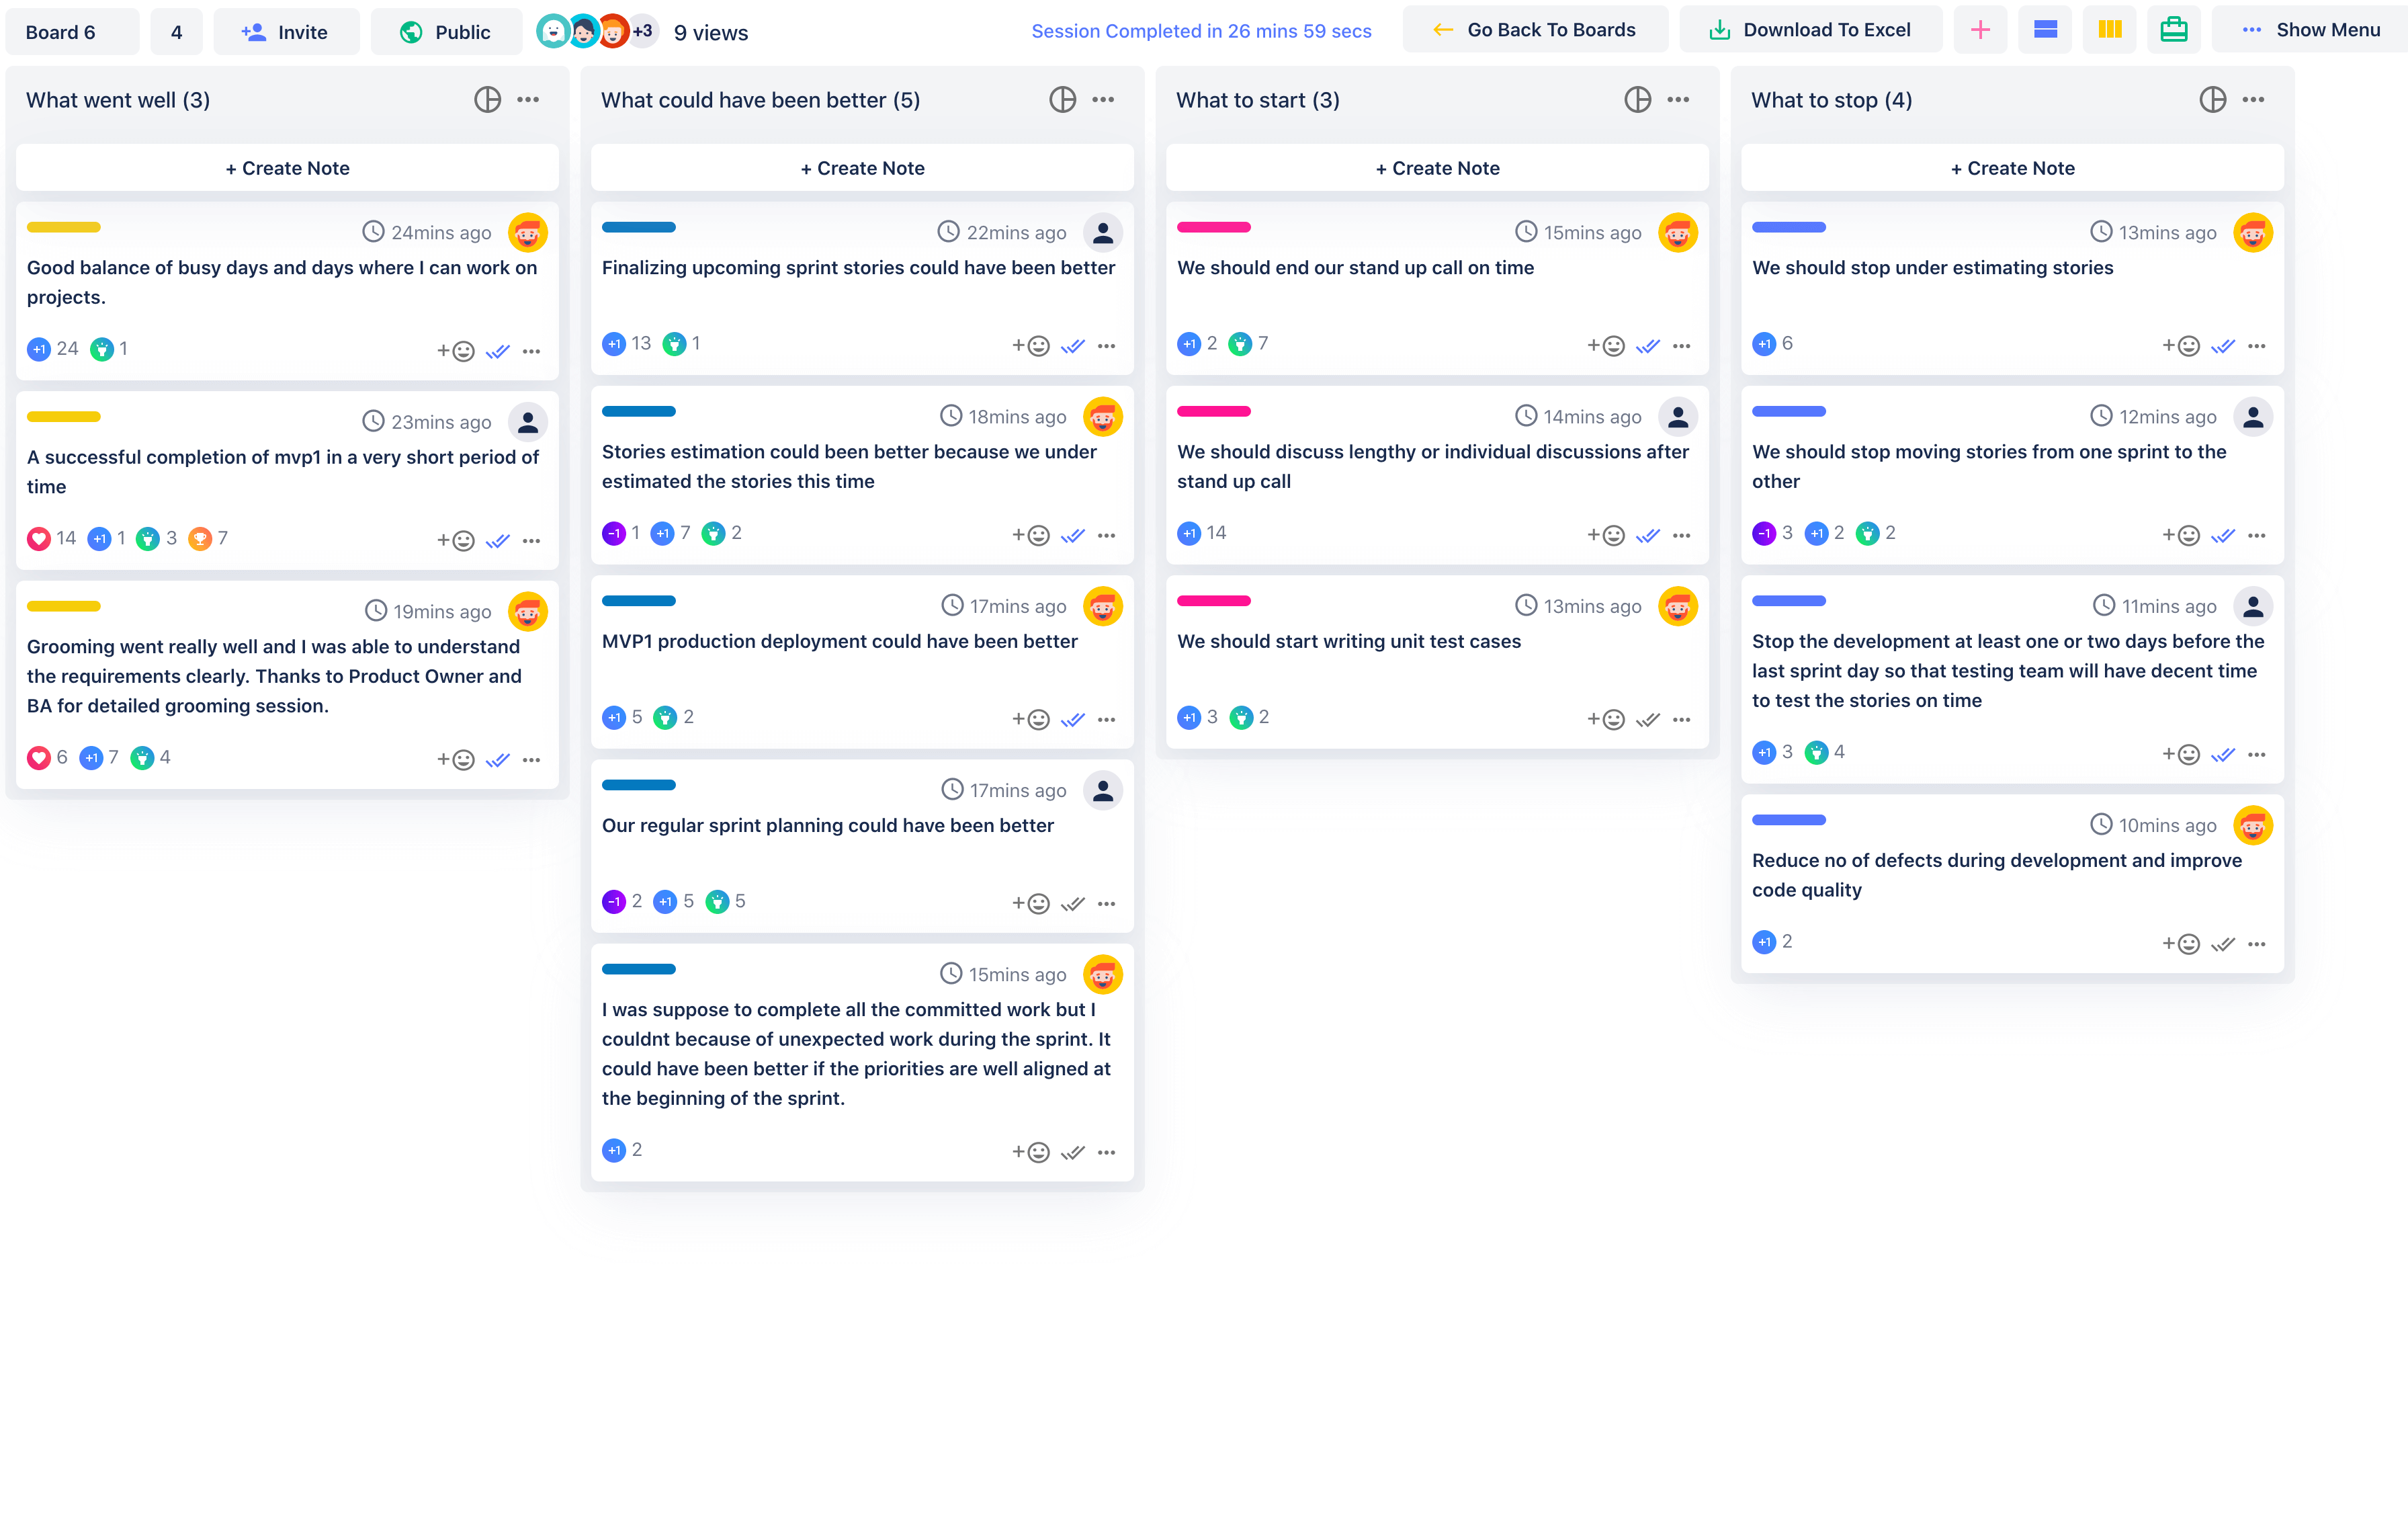 Board 6
4
Invite
Public
+3
9 views
Session Completed in 26 mins 59 secs
Go Back To Boards
Download To Excel
Show Menu
What went well (3)
+ Create Note
24mins ago
Good balance of busy days and days where I can work on
projects.
+1 24 1
23mins ago
A successful completion of mvp1 in a very short period of
time
14 +1 1 3 7
19mins ago
Grooming went really well and I was able to understand
the requirements clearly. Thanks to Product Owner and
BA for detailed grooming session.
6 +1 7 4
What could have been better (5)
+ Create Note
22mins ago
Finalizing upcoming sprint stories could have been better
+1 13 1
18mins ago
Stories estimation could been better because we under
estimated the stories this time
-1 1 +1 7 2
17mins ago
MVP1 production deployment could have been better
+1 5 2
17mins ago
Our regular sprint planning could have been better
-1 2 +1 5 5
15mins ago
I was suppose to complete all the committed work but I
couldnt because of unexpected work during the sprint. It
could have been better if the priorities are well aligned at
the beginning of the sprint.
+1 2
What to start (3)
+ Create Note
15mins ago
We should end our stand up call on time
+1 2 7
14mins ago
We should discuss lengthy or individual discussions after
stand up call
+1 14
13mins ago
We should start writing unit test cases
+1 3 2
What to stop (4)
+ Create Note
13mins ago
We should stop under estimating stories
+1 6
12mins ago
We should stop moving stories from one sprint to the
other
-1 3 +1 2 2
11mins ago
Stop the development at least one or two days before the
last sprint day so that testing team will have decent time
to test the stories on time
+1 3 4
10mins ago
Reduce no of defects during development and improve
code quality
+1 2